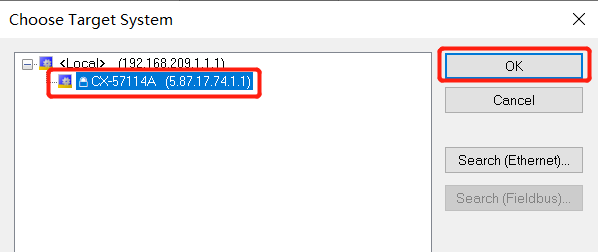 Choose Target System
<Local> (192.168.209.1.1.1)
CX-57114A (5.87.17.74.1.1)
OK
Cancel
Search (Ethernet)...
Search (Fieldbus)...